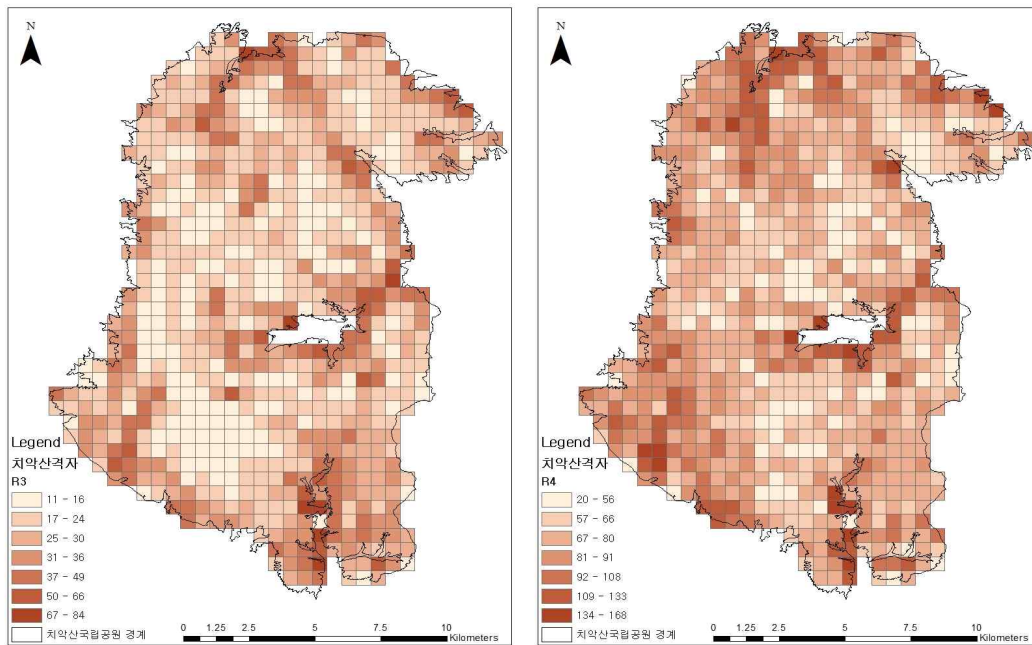 N
Legend
치악산격자
R3
11 - 16
17 - 24
25 - 30
31 - 36
37 - 49
50 - 66
67 - 84
치악산국립공원 경계
0 1.25 2.5 5 7.5 10
Kilometers
N
Legend
치악산격자
R4
20 - 56
57 - 66
67 - 80
81 - 91
92 - 108
109 - 133
134 - 168
치악산국립공원 경계
0 1.25 2.5 5 7.5 10
Kilometers